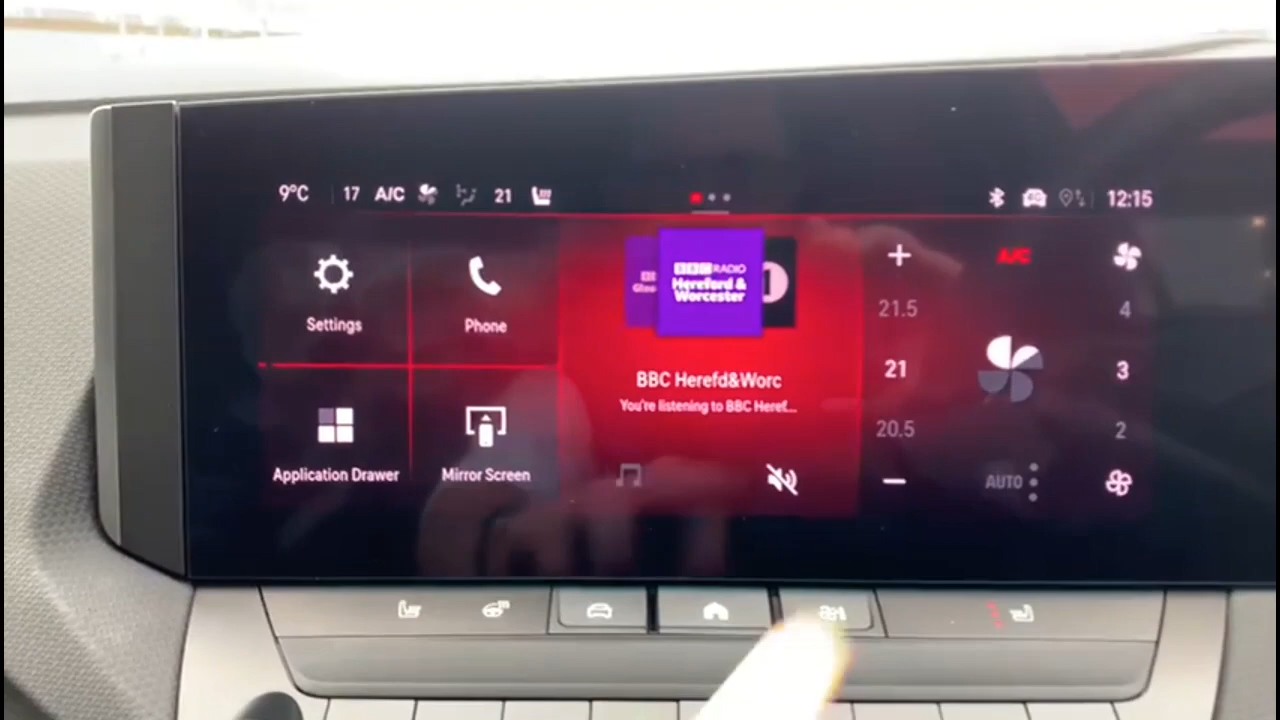 9°C 17 A/C 21 12:15
Settings
Phone
Application Drawer
Mirror Screen
BBC RADIO
Hereford &
Worcester
BBC Herefd&Worc
You're listening to BBC Heref...
+
21.5
21
20.5
−
A/C
AUTO
4
3
2